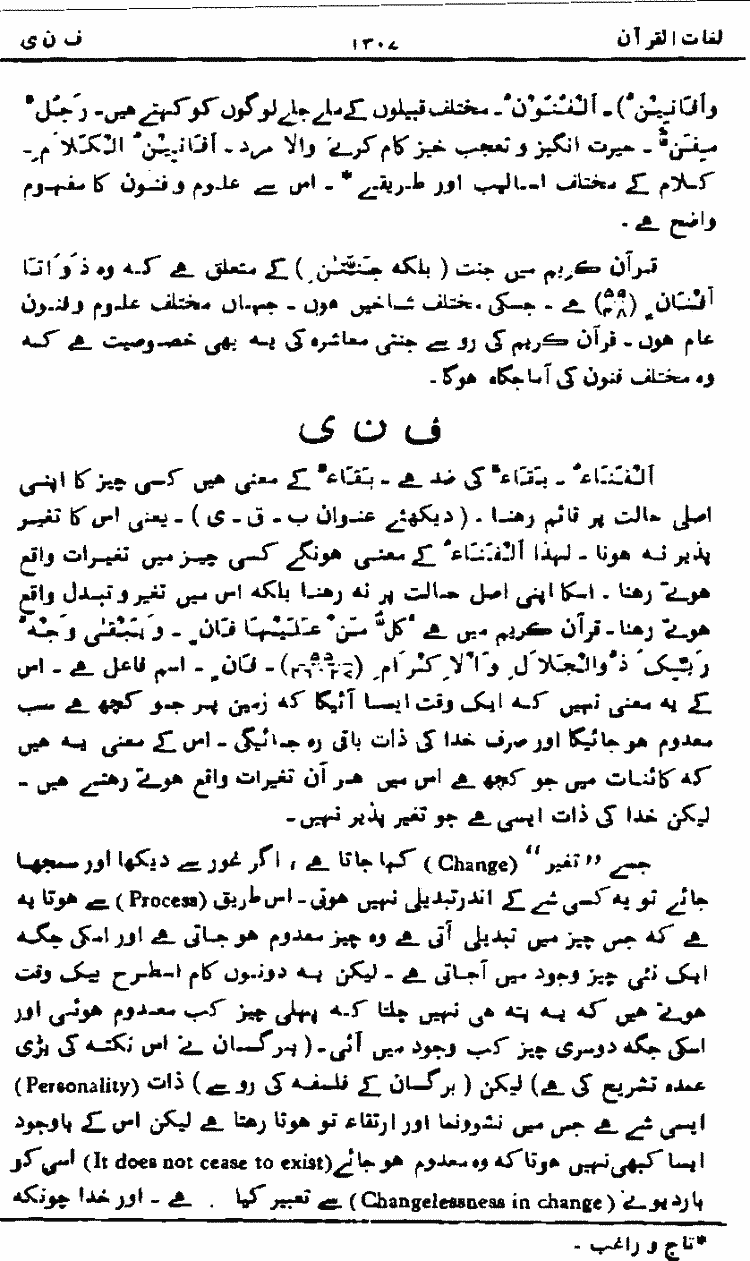 لغات القرآن ۱۳۰۷ ف ن ی
وَاَفَانِیْنُ)۔ اَلْفُنُوْنُ۔ مختلف قبیلوں کے ملے جلے لوگوں کو کہتے ہیں۔ رَجُلٌ
مِفَنٌّ۔ حیرت انگیز و تعجب خیز کام کرنے والا مرد۔ اَفَانِیْنُ الْکَلَامِ۔
کلام کے مختلف اسالیب اور طریقے*۔ اس سے علوم و فنون کا مفہوم
واضح ہے۔
قرآن کریم میں جنت (بلکہ جَنَّتٰنِ) کے متعلق ہے کہ وہ ذَوَاتَا
اَفْنَانٍ (۵۵/۴۸) ہے۔ جسکی مختلف شاخیں ہوں۔ جہاں مختلف علوم و فنون
عام ہوں۔ قرآن کریم کی رو سے جنتی معاشرہ کی یہ بھی خصوصیت ہے کہ
وہ مختلف فنون کی آماجگاہ ہوگا۔
ف ن ی
اَلْفَنَاءُ۔ بَقَاءٌ کی ضد ہے۔ بَقَاءٌ کے معنی ہیں کسی چیز کا اپنی
اصلی حالت پر قائم رہنا۔ (دیکھئے عنوان ب۔ ق۔ ی)۔ یعنی اس کا تغیر
پذیر نہ ہونا۔ لہذا اَلْفَنَاءُ کے معنی ہونگے کسی چیز میں تغیرات واقع
ہوتے رہنا۔ اسکا اپنی اصل حالت پر نہ رہنا بلکہ اس میں تغیر و تبدل واقع
ہوتے رہنا۔ قرآن کریم میں ہے کُلُّ مَنْ عَلَیْہَا فَانٍ۔ وَیَبْقٰی وَجْہُ
رَبِّکَ ذُوالْجَلَالِ وَالْاِکْرَامِ (۵۵/۲۶-۲۷)۔ فَانٍ۔ اسم فاعل ہے۔ اس
کے یہ معنی نہیں کہ ایک وقت ایسا آئیگا کہ زمین پر جو کچھ ہے سب
معدوم ہو جائیگا اور صرف خدا کی ذات باقی رہ جائیگی۔ اس کے معنی یہ ہیں
کہ کائنات میں جو کچھ ہے اس میں ہر آن تغیرات واقع ہوتے رہتے ہیں۔
لیکن خدا کی ذات ایسی ہے جو تغیر پذیر نہیں۔
جسے ’’تغیر‘‘ (Change) کہا جاتا ہے، اگر غور سے دیکھا اور سمجھا
جائے تو یہ کسی شے کے اندر تبدیلی نہیں ہوتی۔ اس طریق (Process) سے ہوتا یہ
ہے کہ جس چیز میں تبدیلی آتی ہے وہ چیز معدوم ہو جاتی ہے اور اسکی جگہ
ایک نئی چیز وجود میں آجاتی ہے۔ لیکن یہ دونوں کام اسطرح بیک وقت
ہوتے ہیں کہ یہ پتہ ہی نہیں چلتا کہ پہلی چیز کب معدوم ہوئی اور
اسکی جگہ دوسری چیز کب وجود میں آئی۔ (برگسان نے اس نکتہ کی بڑی
عمدہ تشریح کی ہے) لیکن (برگسان کے فلسفہ کی رو سے) ذات (Personality)
ایسی شے ہے جس میں نشوونما اور ارتقاء تو ہوتا رہتا ہے لیکن اس کے باوجود
ایسا کبھی نہیں ہوتا کہ وہ معدوم ہو جائے (It does not cease to exist) اسی کو
باردیو نے (Changelessness in change) سے تعبیر کیا ہے۔ اور خدا چونکہ
*تاج و راغب۔